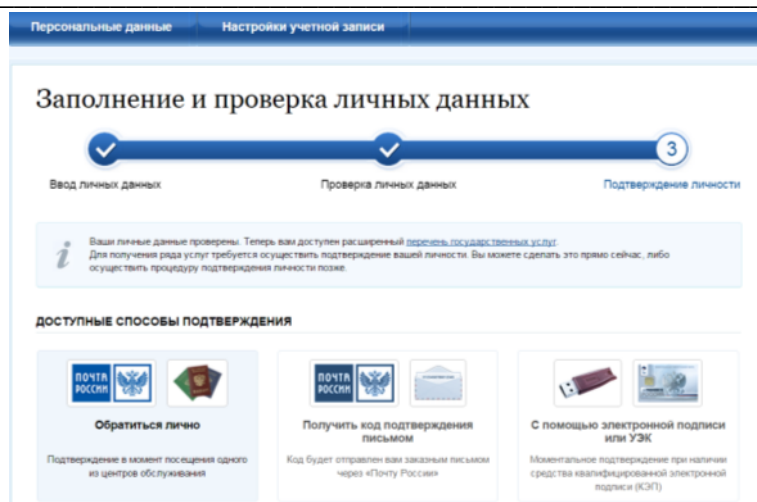 Персональные данные Настройки учетной записи
Заполнение и проверка личных данных
3
Ввод личных данных Проверка личных данных Подтверждение личности
Ваши личные данные проверены. Теперь вам доступен расширенный перечень государственных услуг.
Для получения ряда услуг требуется осуществить подтверждение вашей личности. Вы можете сделать это прямо сейчас, либо
осуществить процедуру подтверждения личности позже.
ДОСТУПНЫЕ СПОСОБЫ ПОДТВЕРЖДЕНИЯ
ПОЧТА
РОССИИ
ПОЧТА
РОССИИ
Обратиться лично
Подтверждение в момент посещения одного
из центров обслуживания
Получить код подтверждения
письмом
Код будет отправлен вам заказным письмом
через «Почту России»
С помощью электронной подписи
или УЭК
Моментальное подтверждение при наличии
средства квалифицированной электронной
подписи (КЭП)